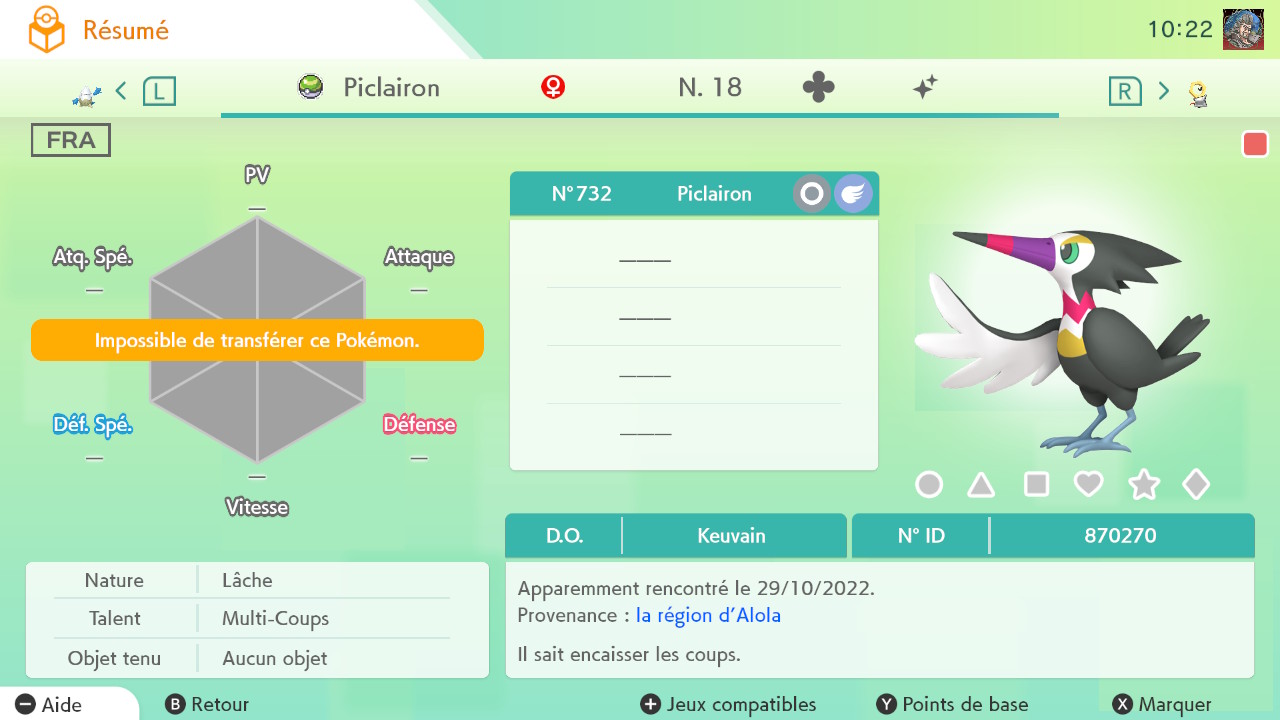 Résumé
10:22
L
Piclairon
N. 18
R
FRA
PV
—
Atq. Spé.
—
Attaque
—
Impossible de transférer ce Pokémon.
Déf. Spé.
—
Défense
—
—
Vitesse
N°732 Piclairon
———
———
———
———
D.O. Keuvain
N° ID 870270
Nature Lâche
Talent Multi-Coups
Objet tenu Aucun objet
Apparemment rencontré le 29/10/2022.
Provenance : la région d’Alola
Il sait encaisser les coups.
Aide
B Retour
Jeux compatibles
Y Points de base
X Marquer